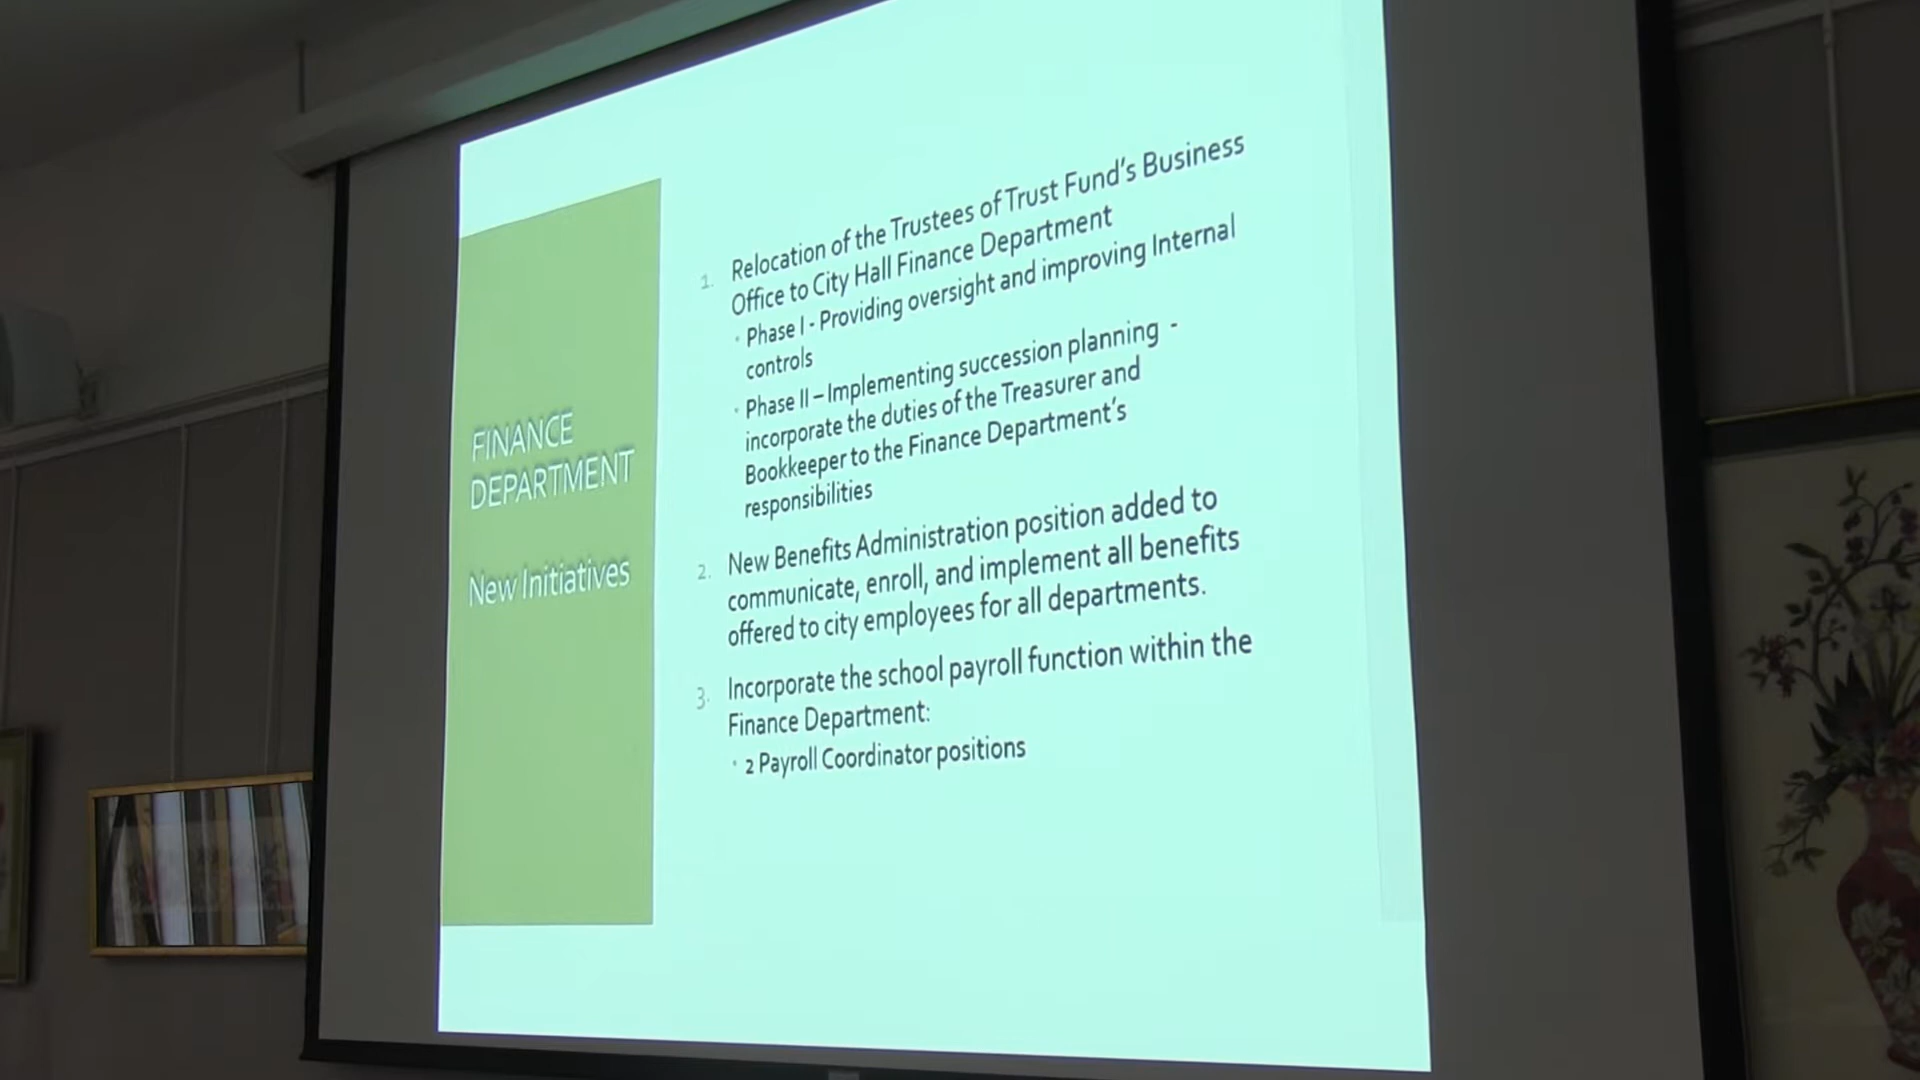 FINANCE
DEPARTMENT
New Initiatives
1. Relocation of the Trustees of Trust Fund's Business
Office to City Hall Finance Department
• Phase I - Providing oversight and improving Internal
controls
• Phase II – Implementing succession planning -
incorporate the duties of the Treasurer and
Bookkeeper to the Finance Department's
responsibilities
2. New Benefits Administration position added to
communicate, enroll, and implement all benefits
offered to city employees for all departments.
3. Incorporate the school payroll function within the
Finance Department:
• 2 Payroll Coordinator positions